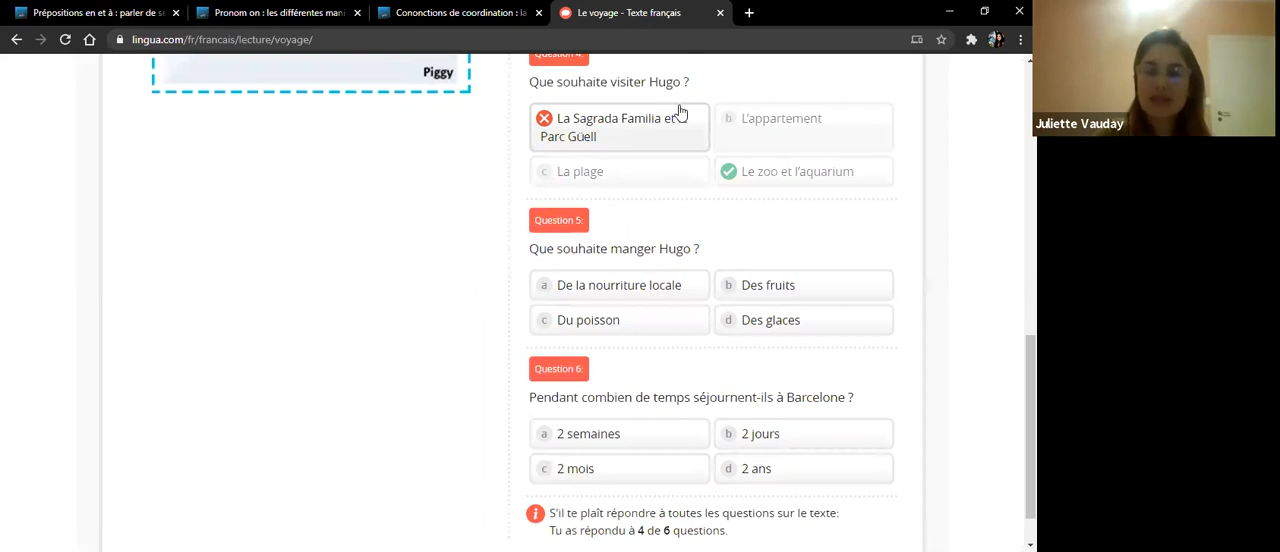 Prépositions en et à : parler de se
Pronom on : les différentes mani
Cononctions de coordination : la
Le voyage - Texte français
lingua.com/fr/francais/lecture/voyage/
Piggy
Question 4:
Que souhaite visiter Hugo ?
La Sagrada Familia et
Parc Güell
b L'appartement
c La plage
Le zoo et l'aquarium
Question 5:
Que souhaite manger Hugo ?
a De la nourriture locale
b Des fruits
c Du poisson
d Des glaces
Question 6:
Pendant combien de temps séjournent-ils à Barcelone ?
a 2 semaines
b 2 jours
c 2 mois
d 2 ans
S'il te plaît répondre à toutes les questions sur le texte:
Tu as répondu à 4 de 6 questions.
Juliette Vauday